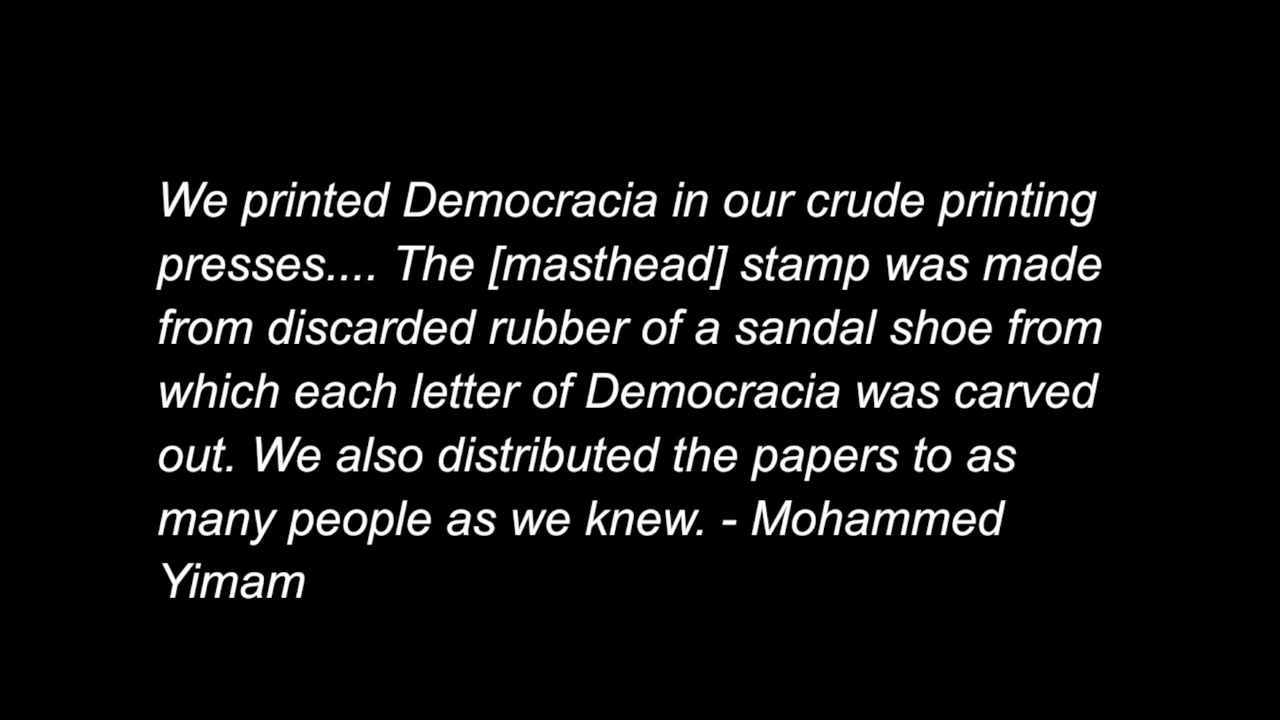 We printed Democracia in our crude printing
presses.... The [masthead] stamp was made
from discarded rubber of a sandal shoe from
which each letter of Democracia was carved
out. We also distributed the papers to as
many people as we knew. - Mohammed
Yimam